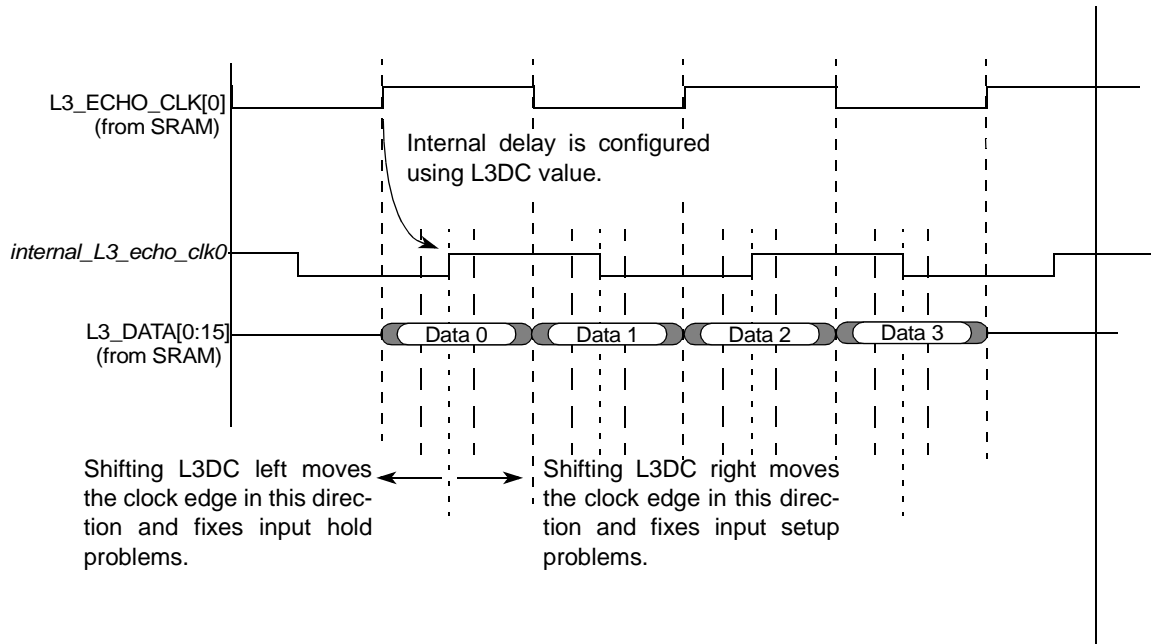 L3_ECHO_CLK[0]
(from SRAM)
Internal delay is configured
using L3DC value.
internal_L3_echo_clk0
L3_DATA[0:15]
(from SRAM)
Data 0
Data 1
Data 2
Data 3
Shifting L3DC left moves
the clock edge in this direc-
tion and fixes input hold
problems.
Shifting L3DC right moves
the clock edge in this direc-
tion and fixes input setup
problems.